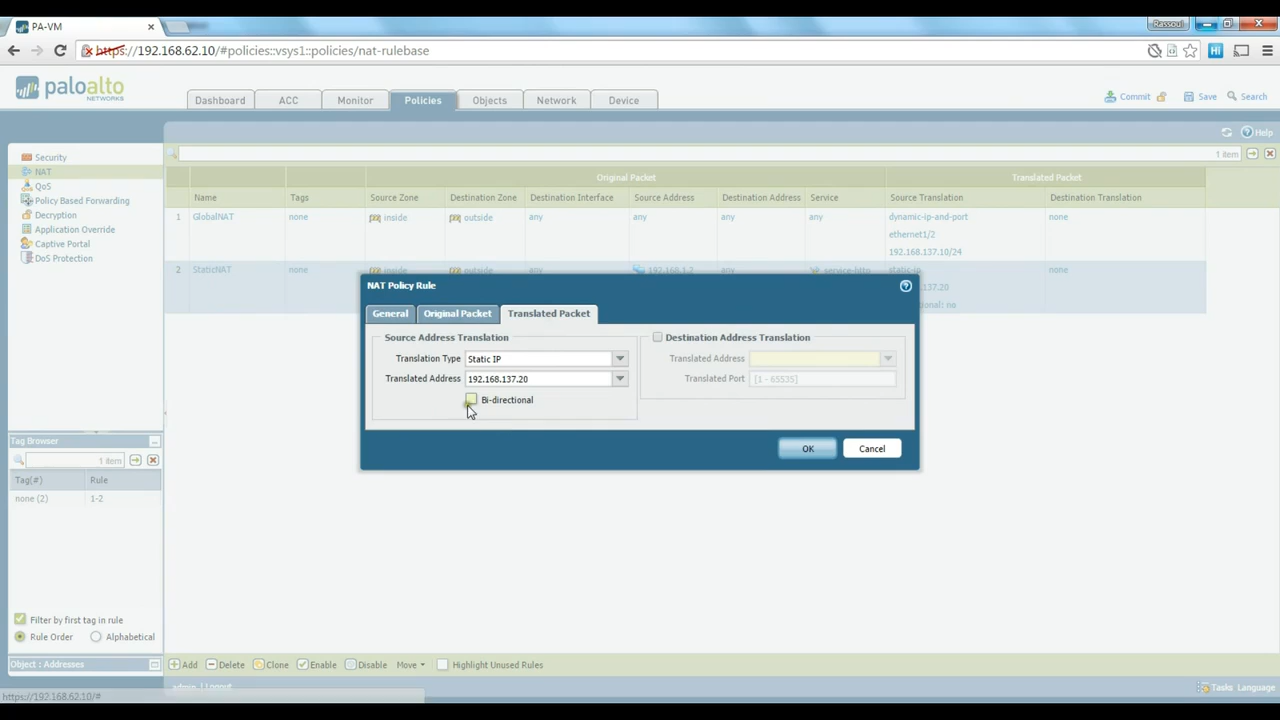 PA-VM
Rassoul
https://192.168.62.10/#policies::vsys1::policies/nat-rulebase
Hi
paloalto
NETWORKS
Dashboard ACC Monitor Policies Objects Network Device
Commit Save Search
Help
Security
NAT
QoS
Policy Based Forwarding
Decryption
Application Override
Captive Portal
DoS Protection
1 item
Original Packet Translated Packet
Name Tags Source Zone Destination Zone Destination Interface Source Address Destination Address Service Source Translation Destination Translation
1 GlobalNAT none inside outside any any any any dynamic-ip-and-port none
ethernet1/2
192.168.137.10/24
2 StaticNAT none inside outside any 192.168.1.2 any service-http static-ip none
.137.20
onal: no
NAT Policy Rule
General Original Packet Translated Packet
Source Address Translation
Translation Type Static IP
Translated Address 192.168.137.20
Bi-directional
Destination Address Translation
Translated Address
Translated Port [1 - 65535]
OK Cancel
Tag Browser
1 item
Tag(#) Rule
none (2) 1-2
Filter by first tag in rule
Rule Order Alphabetical
Object : Addresses
Add Delete Clone Enable Disable Move Highlight Unused Rules
admin | Logout
Tasks Language
https://192.168.62.10/#